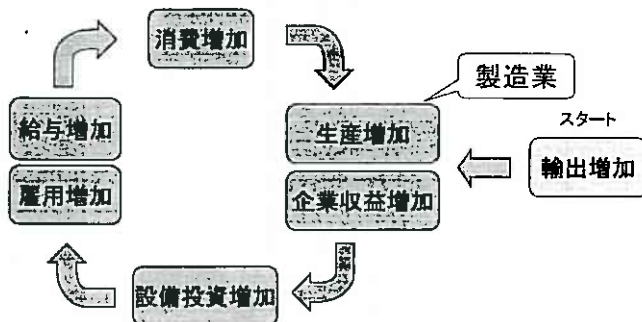 消費増加
製造業
スタート
給与増加
生産増加
輸出増加
雇用増加
企業収益増加
設備投資増加